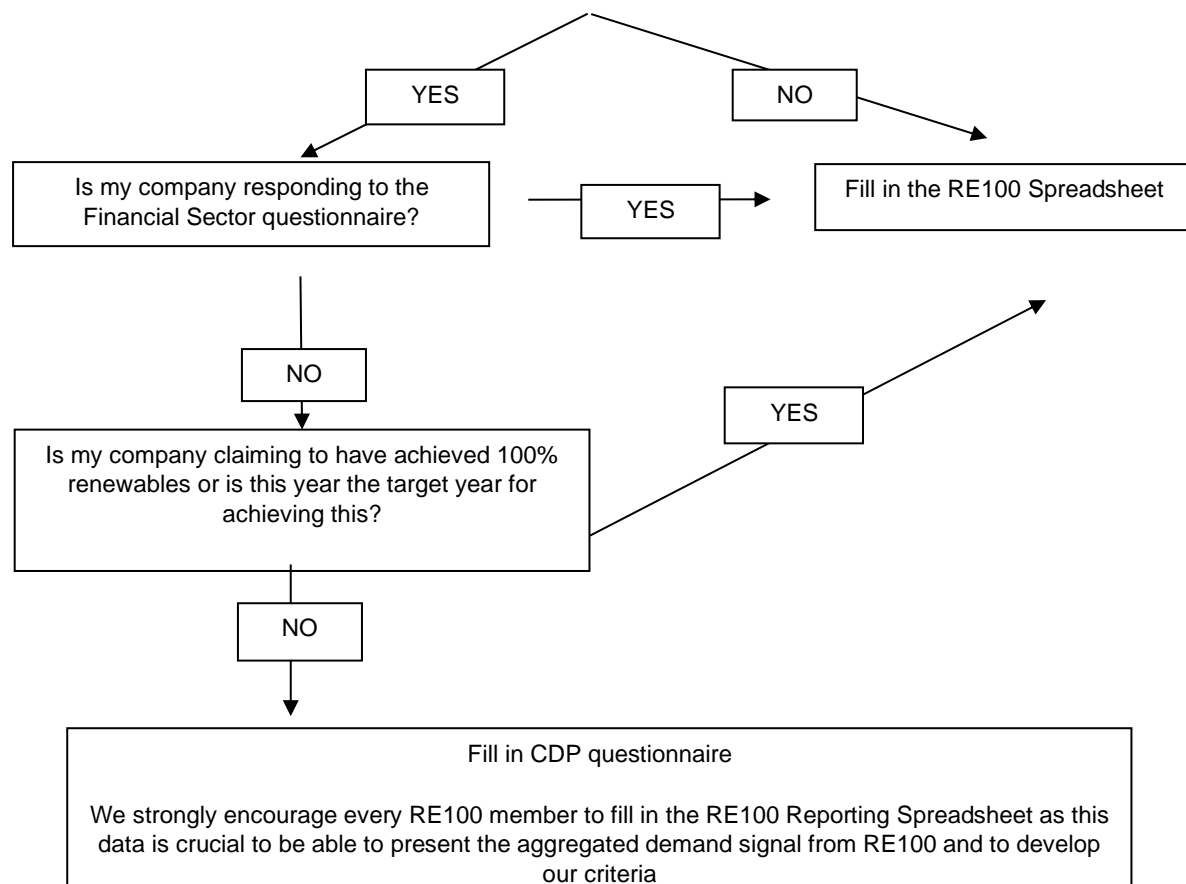 YES
NO
Is my company responding to the
Financial Sector questionnaire?
YES
Fill in the RE100 Spreadsheet
NO
YES
Is my company claiming to have achieved 100%
renewables or is this year the target year for
achieving this?
NO
Fill in CDP questionnaire
We strongly encourage every RE100 member to fill in the RE100 Reporting Spreadsheet as this
data is crucial to be able to present the aggregated demand signal from RE100 and to develop
our criteria